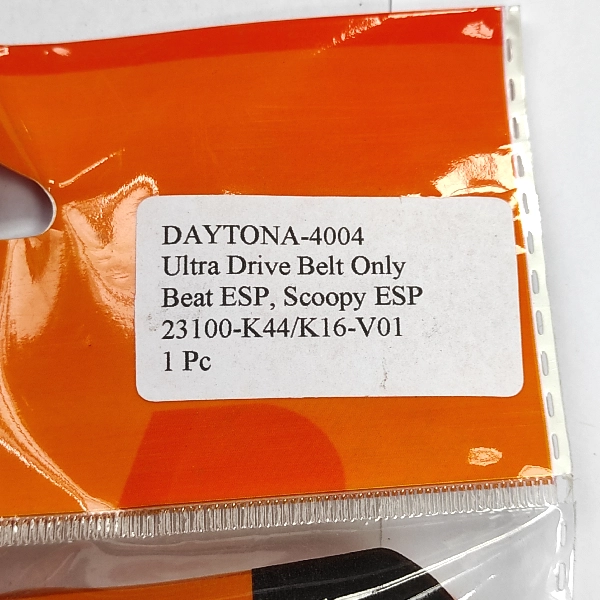 DAYTONA-4004
Ultra Drive Belt Only
Beat ESP, Scoopy ESP
23100-K44/K16-V01
1 Pc